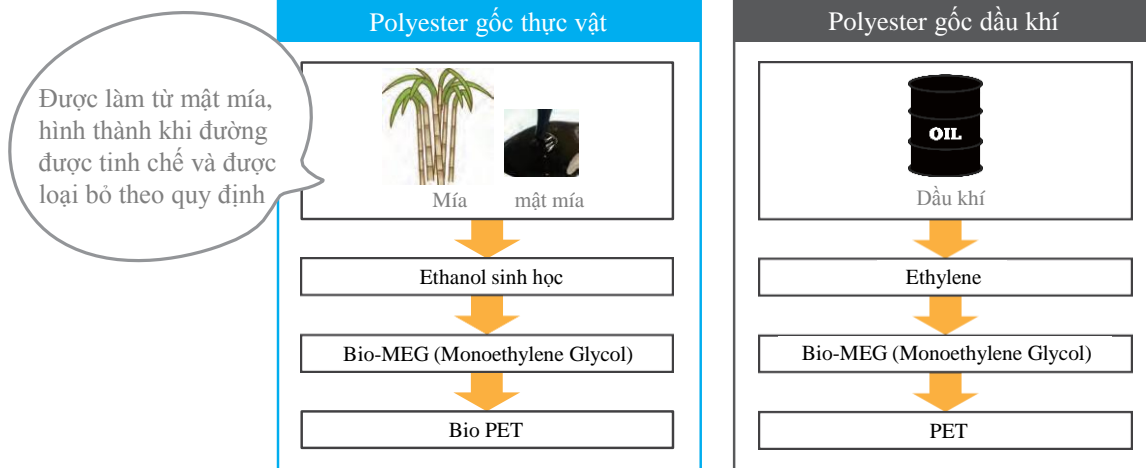 Polyester gốc thực vật
Được làm từ mật mía,
hình thành khi đường
được tinh chế và được
loại bỏ theo quy định
Mía
mật mía
Ethanol sinh học
Bio-MEG (Monoethylene Glycol)
Bio PET
Polyester gốc dầu khí
OIL
Dầu khí
Ethylene
Bio-MEG (Monoethylene Glycol)
PET